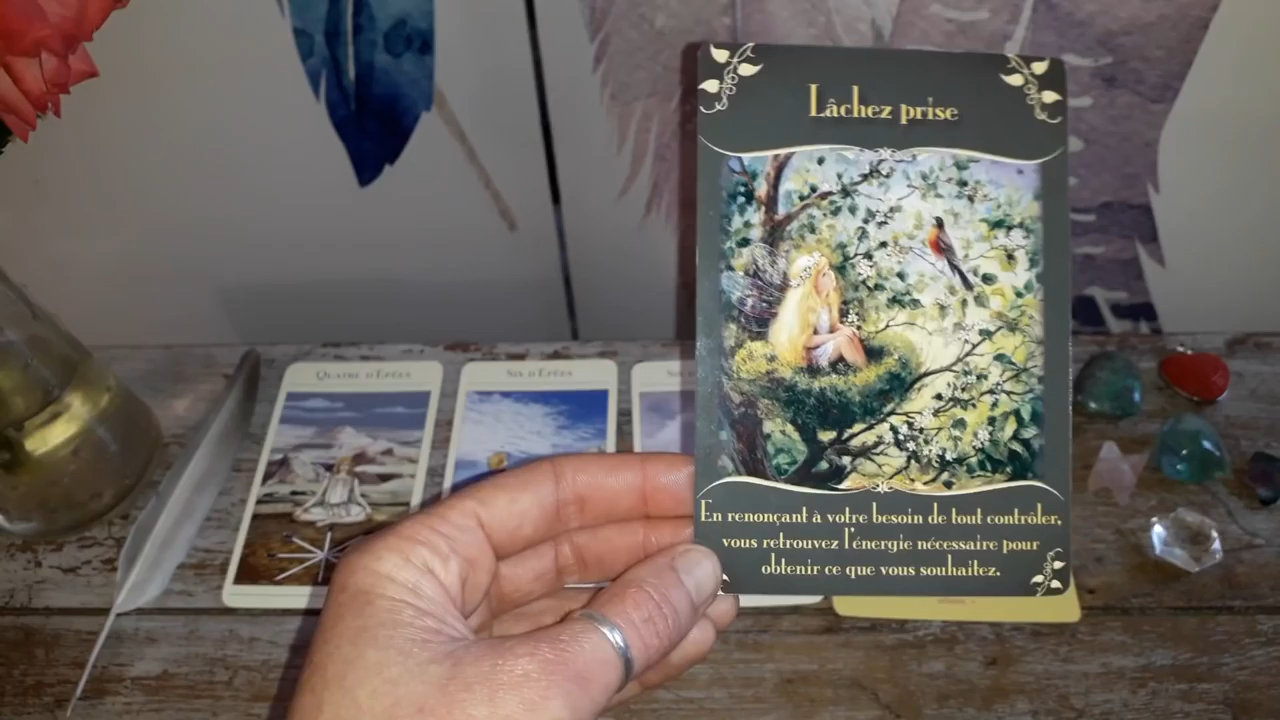 Lâchez prise
En renonçant à votre besoin de tout contrôler,
vous retrouvez l'énergie nécessaire pour
obtenir ce que vous souhaitez.
Quatre d'Épées
Six d'Épées